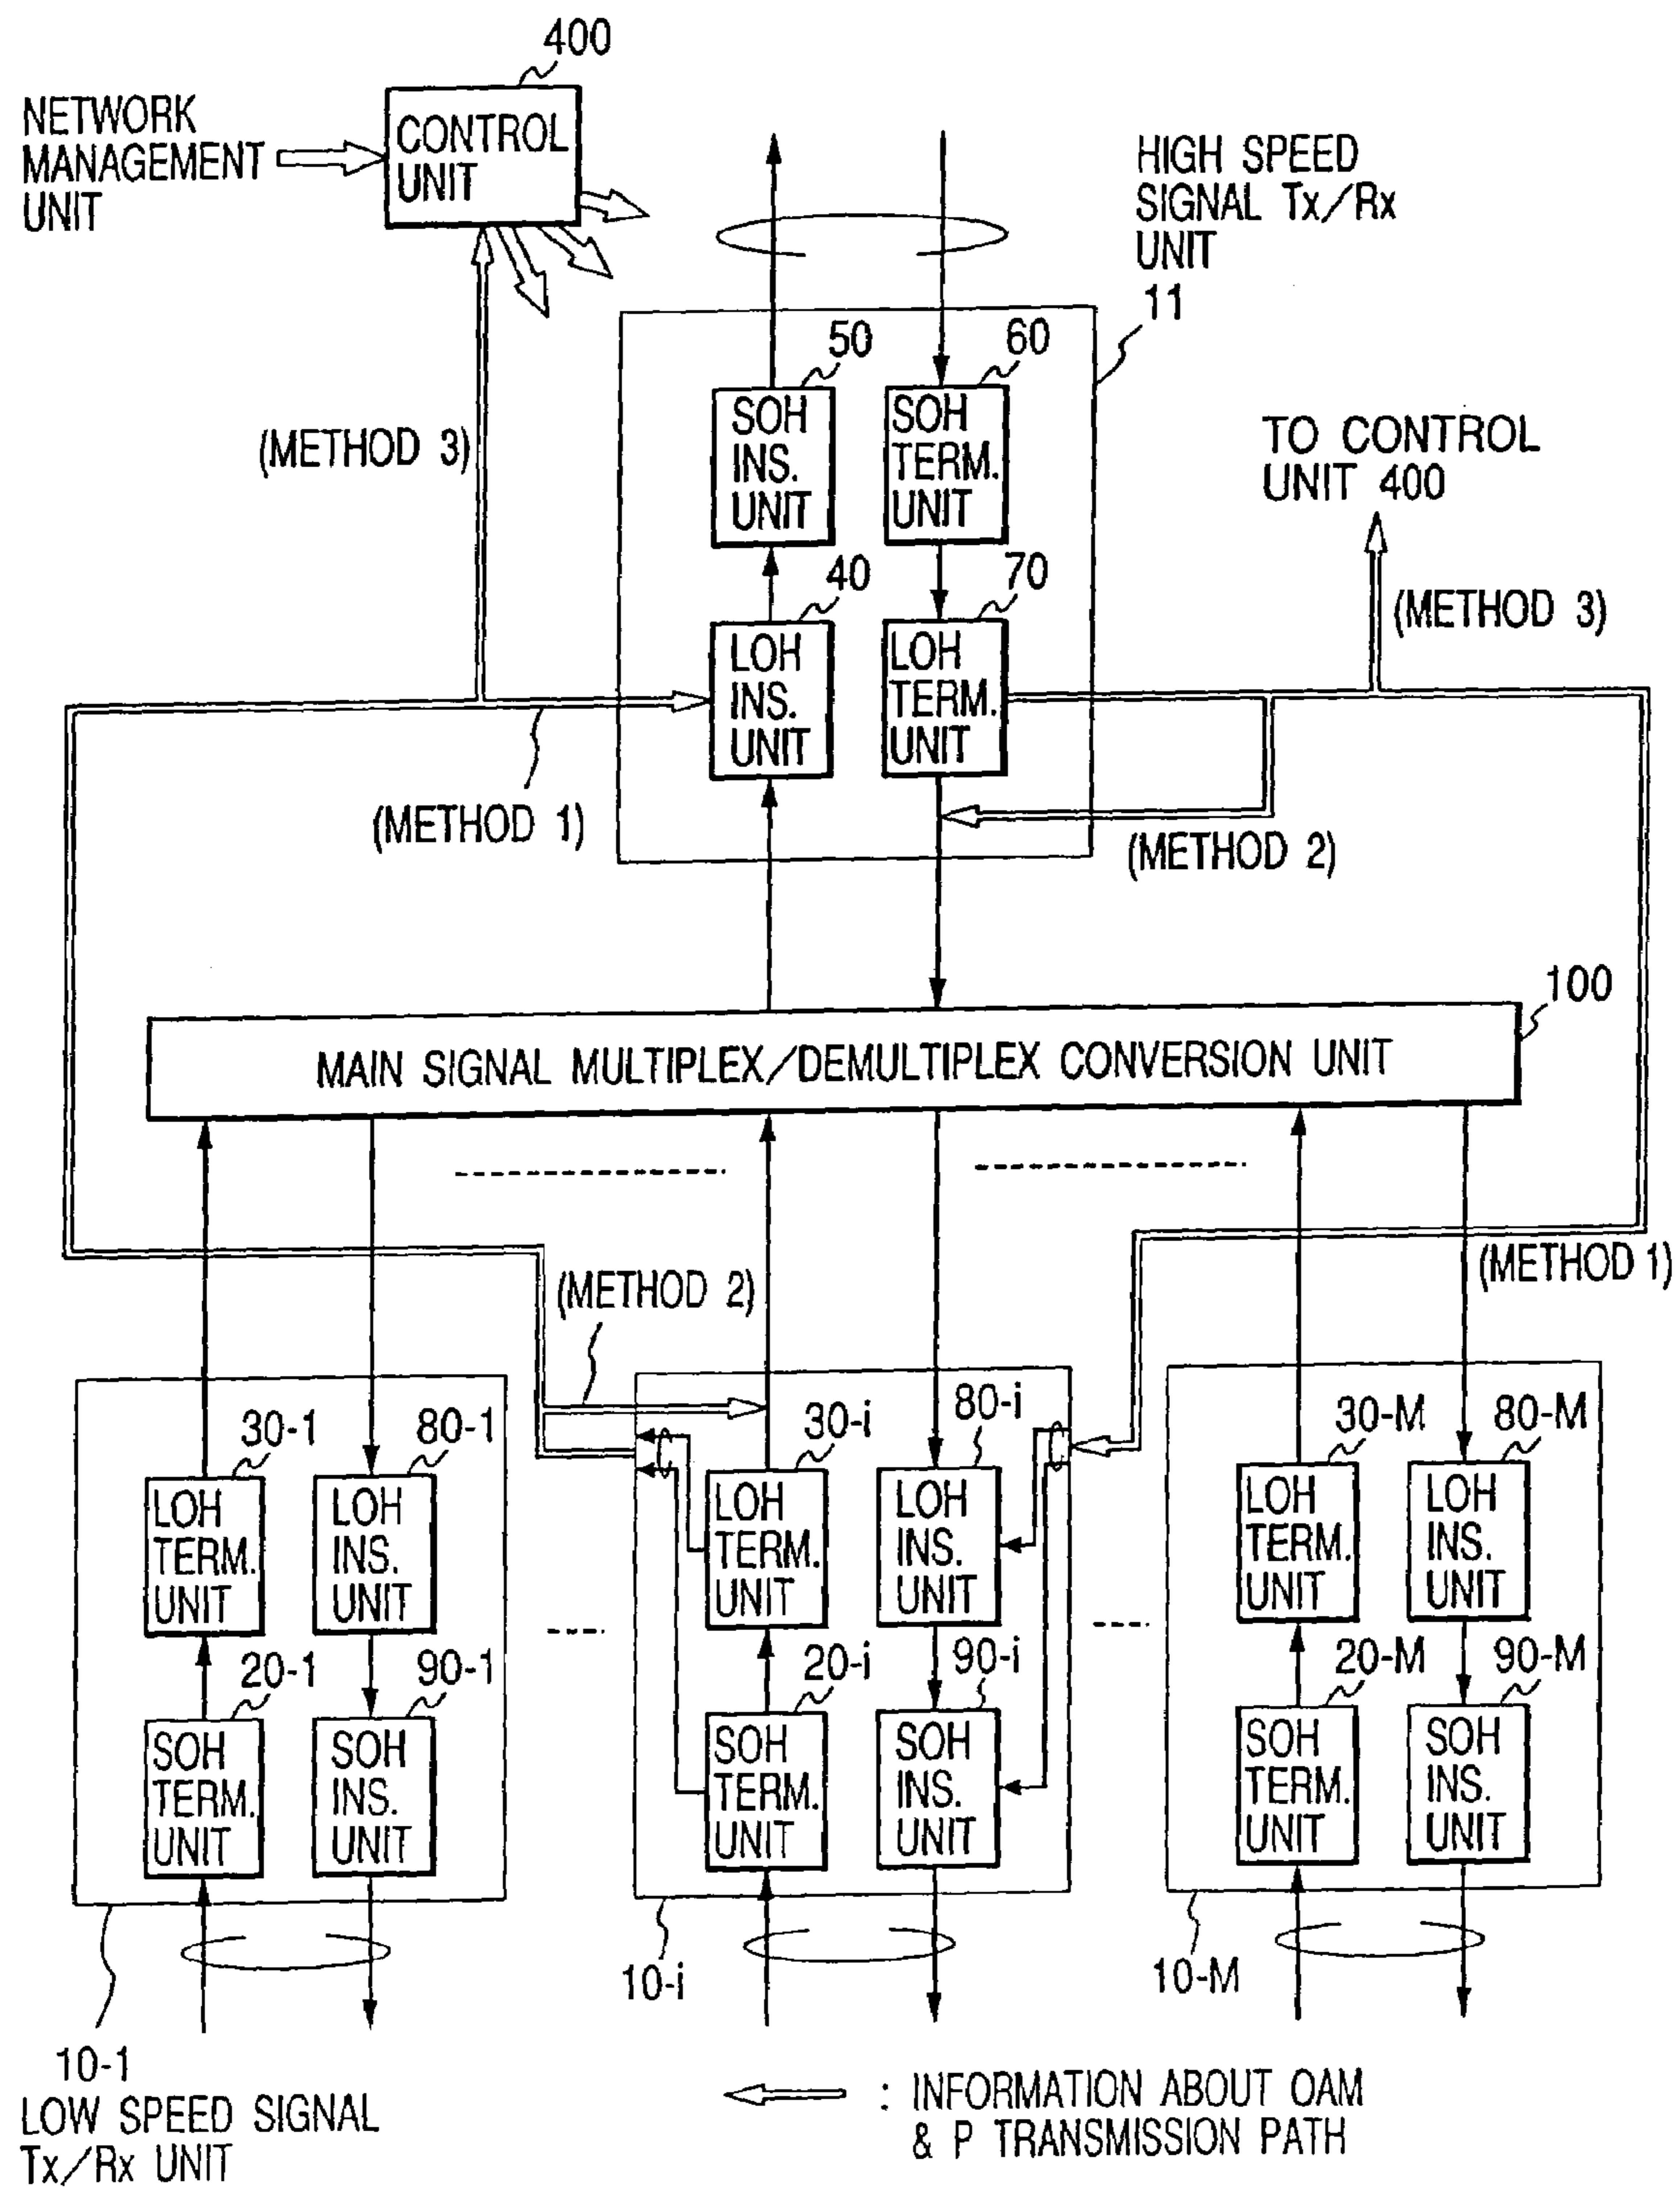 400
NETWORK
MANAGEMENT
UNIT
CONTROL
UNIT
HIGH SPEED
SIGNAL Tx/Rx
UNIT
11
50
60
SOH
INS.
UNIT
SOH
TERM.
UNIT
(METHOD 3)
TO CONTROL
UNIT 400
40
70
LOH
INS.
UNIT
LOH
TERM.
UNIT
(METHOD 3)
(METHOD 1)
(METHOD 2)
100
MAIN SIGNAL MULTIPLEX/DEMULTIPLEX CONVERSION UNIT
(METHOD 2)
(METHOD 1)
30-1
80-1
30-i
80-i
30-M
80-M
LOH
TERM.
UNIT
LOH
INS.
UNIT
LOH
TERM.
UNIT
LOH
INS.
UNIT
LOH
TERM.
UNIT
LOH
INS.
UNIT
20-1
90-1
20-i
90-i
20-M
90-M
SOH
TERM.
UNIT
SOH
INS.
UNIT
SOH
TERM.
UNIT
SOH
INS.
UNIT
SOH
TERM.
UNIT
SOH
INS.
UNIT
10-i
10-M
10-1
LOW SPEED SIGNAL
Tx/Rx UNIT
: INFORMATION ABOUT OAM
& P TRANSMISSION PATH